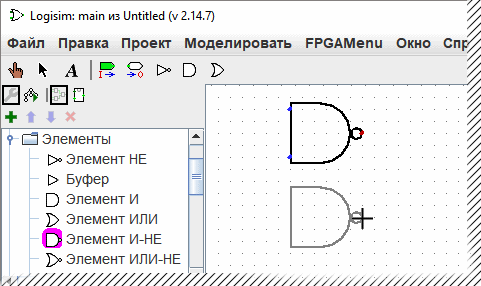 Logisim: main из Untitled (v 2.14.7)
Файл Правка Проект Моделировать FPGAMenu Окно Спр
A
Элементы
Элемент НЕ
Буфер
Элемент И
Элемент ИЛИ
Элемент И-НЕ
Элемент ИЛИ-НЕ